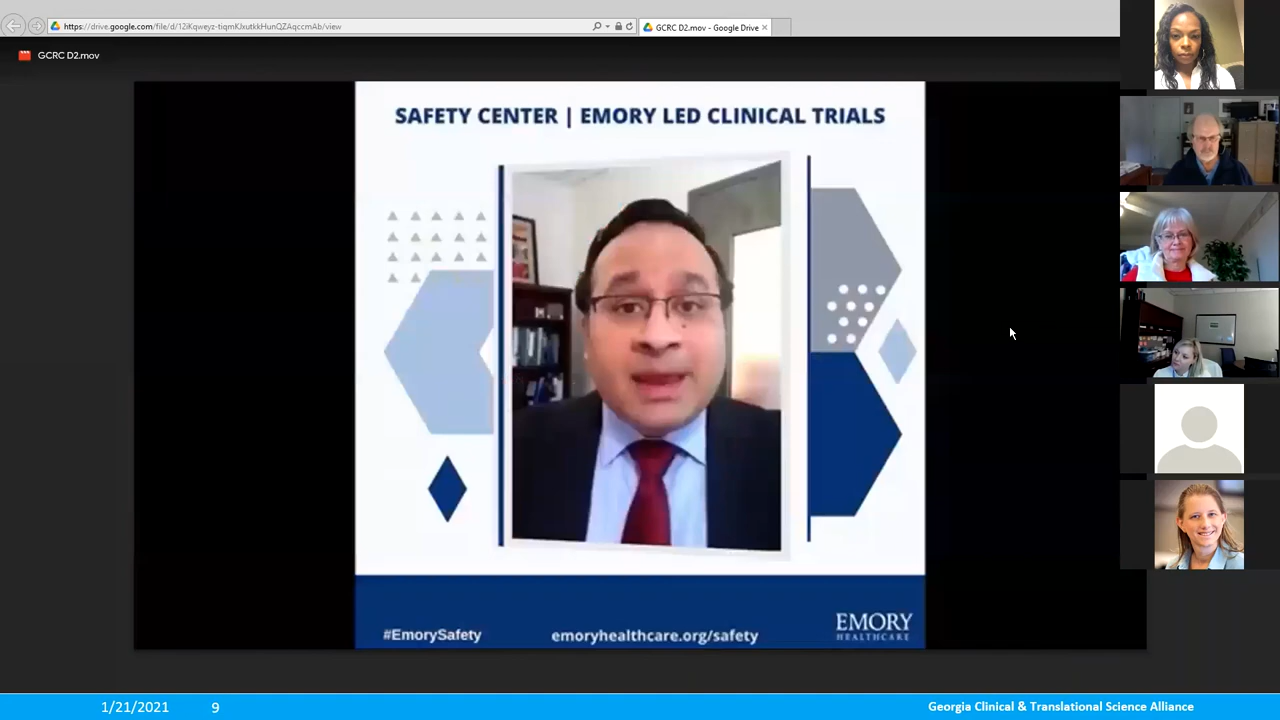 https://drive.google.com/file/d/12iKqweyz-tiqmKJxutkkHunQZAqccmAb/view
GCRC D2.mov - Google Drive
GCRC D2.mov
SAFETY CENTER | EMORY LED CLINICAL TRIALS
#EmorySafety
emoryhealthcare.org/safety
EMORY
HEALTHCARE
1/21/2021
9
Georgia Clinical & Translational Science Alliance